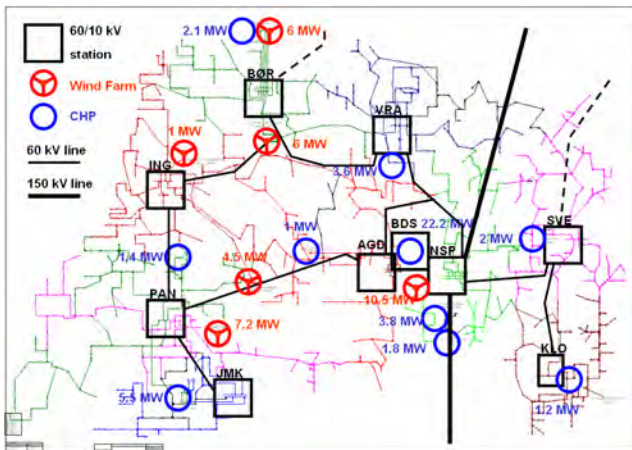 60/10 kV
station
Wind Farm
CHP
60 kV line
150 kV line
2.1 MW
6 MW
BØR
VRA
1 MW
6 MW
ING
3.6 MW
1 MW
BDS
22.2 MW
SVE
AGD
NSP
2 MW
1.4 MW
4.5 MW
10.5 MW
PAN
7.2 MW
3.8 MW
1.8 MW
KLO
JMK
5.5 MW
1.2 MW